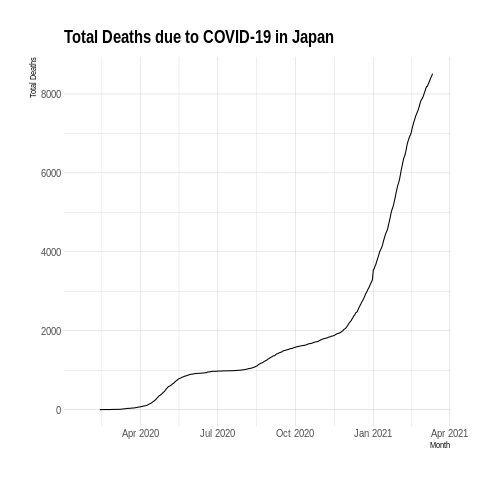 Total Deaths due to COVID-19 in Japan
Total Deaths
8000
6000
4000
2000
0
Apr 2020 Jul 2020 Oct 2020 Jan 2021 Apr 2021
Month